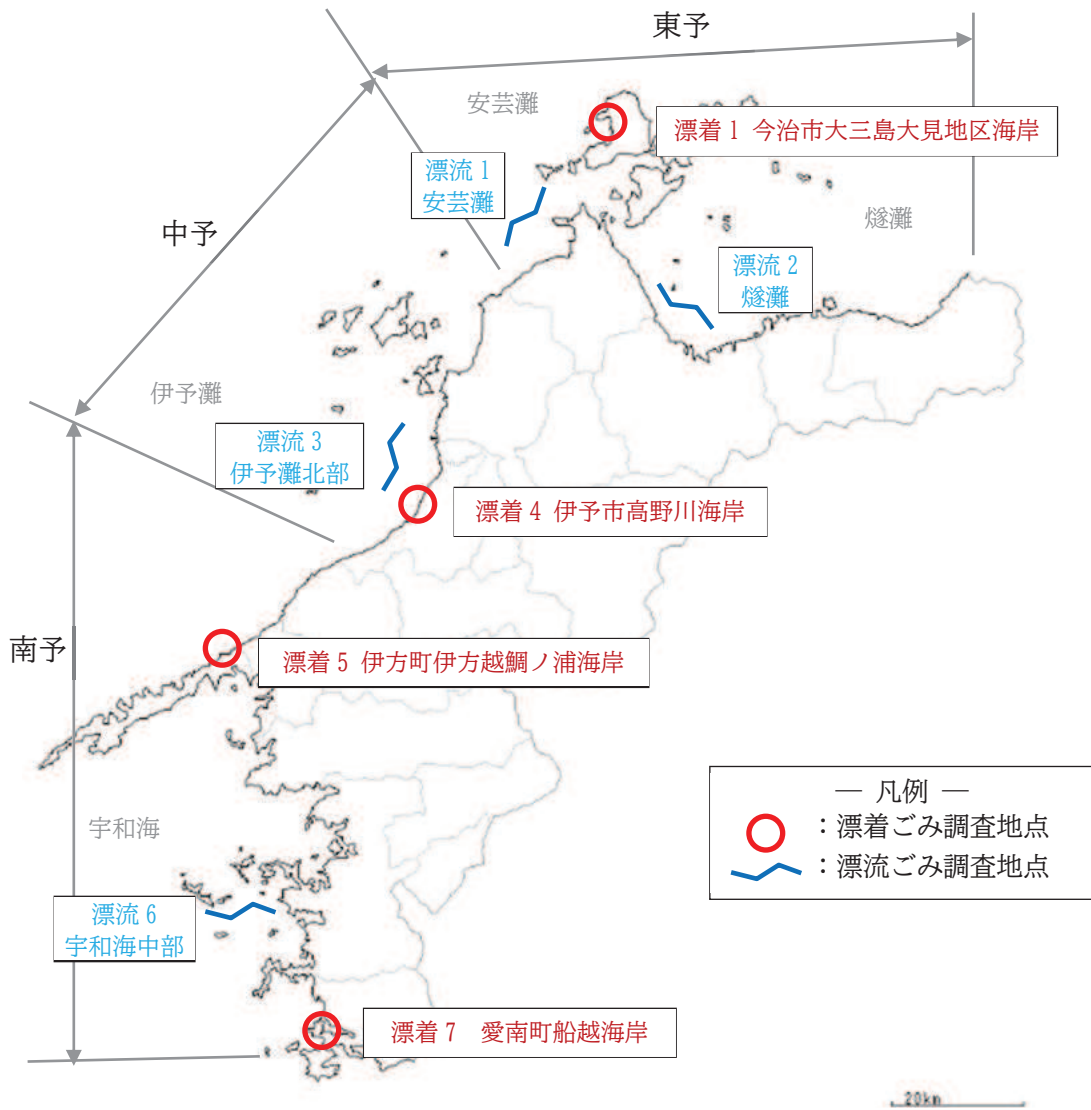 東予
安芸灘
漂着 1 今治市大三島大見地区海岸
漂流 1
安芸灘
中予
燧灘
漂流 2
燧灘
伊予灘
漂流 3
伊予灘北部
漂着 4 伊予市高野川海岸
南予
漂着 5 伊方町伊方越鯛ノ浦海岸
― 凡例 ―
：漂着ごみ調査地点
：漂流ごみ調査地点
宇和海
漂流 6
宇和海中部
漂着 7　愛南町船越海岸
20km